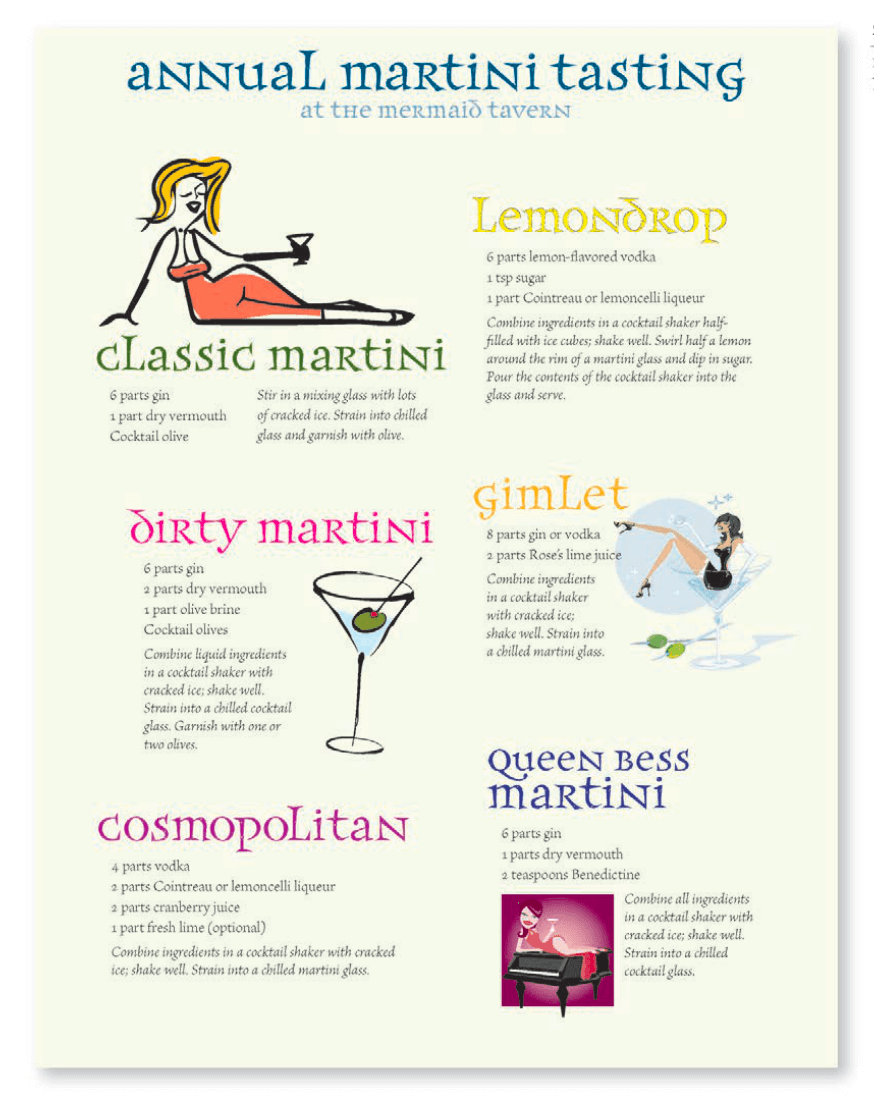 aNNuaL martiNi tastiNG
at tHe mermaid taverN
cLassic martiNi
6 parts gin
1 part dry vermouth
Cocktail olive
Stir in a mixing glass with lots
of cracked ice. Strain into chilled
glass and garnish with olive.
LemoNdRop
6 parts lemon-flavored vodka
1 tsp sugar
1 part Cointreau or lemoncelli liqueur
Combine ingredients in a cocktail shaker half-
filled with ice cubes; shake well. Swirl half a lemon
around the rim of a martini glass and dip in sugar.
Pour the contents of the cocktail shaker into the
glass and serve.
diRty maRtiNi
6 parts gin
2 parts dry vermouth
1 part olive brine
Cocktail olives
Combine liquid ingredients
in a cocktail shaker with
cracked ice; shake well.
Strain into a chilled cocktail
glass. Garnish with one or
two olives.
GimLet
8 parts gin or vodka
2 parts Rose's lime juice
Combine ingredients
in a cocktail shaker
with cracked ice;
shake well. Strain into
a chilled martini glass.
cosmopoLitaN
4 parts vodka
2 parts Cointreau or lemoncelli liqueur
2 parts cranberry juice
1 part fresh lime (optional)
Combine ingredients in a cocktail shaker with cracked
ice; shake well. Strain into a chilled martini glass.
QueeN Bess
maRtiNi
6 parts gin
1 parts dry vermouth
2 teaspoons Benedictine
Combine all ingredients
in a cocktail shaker with
cracked ice; shake well.
Strain into a chilled
cocktail glass.